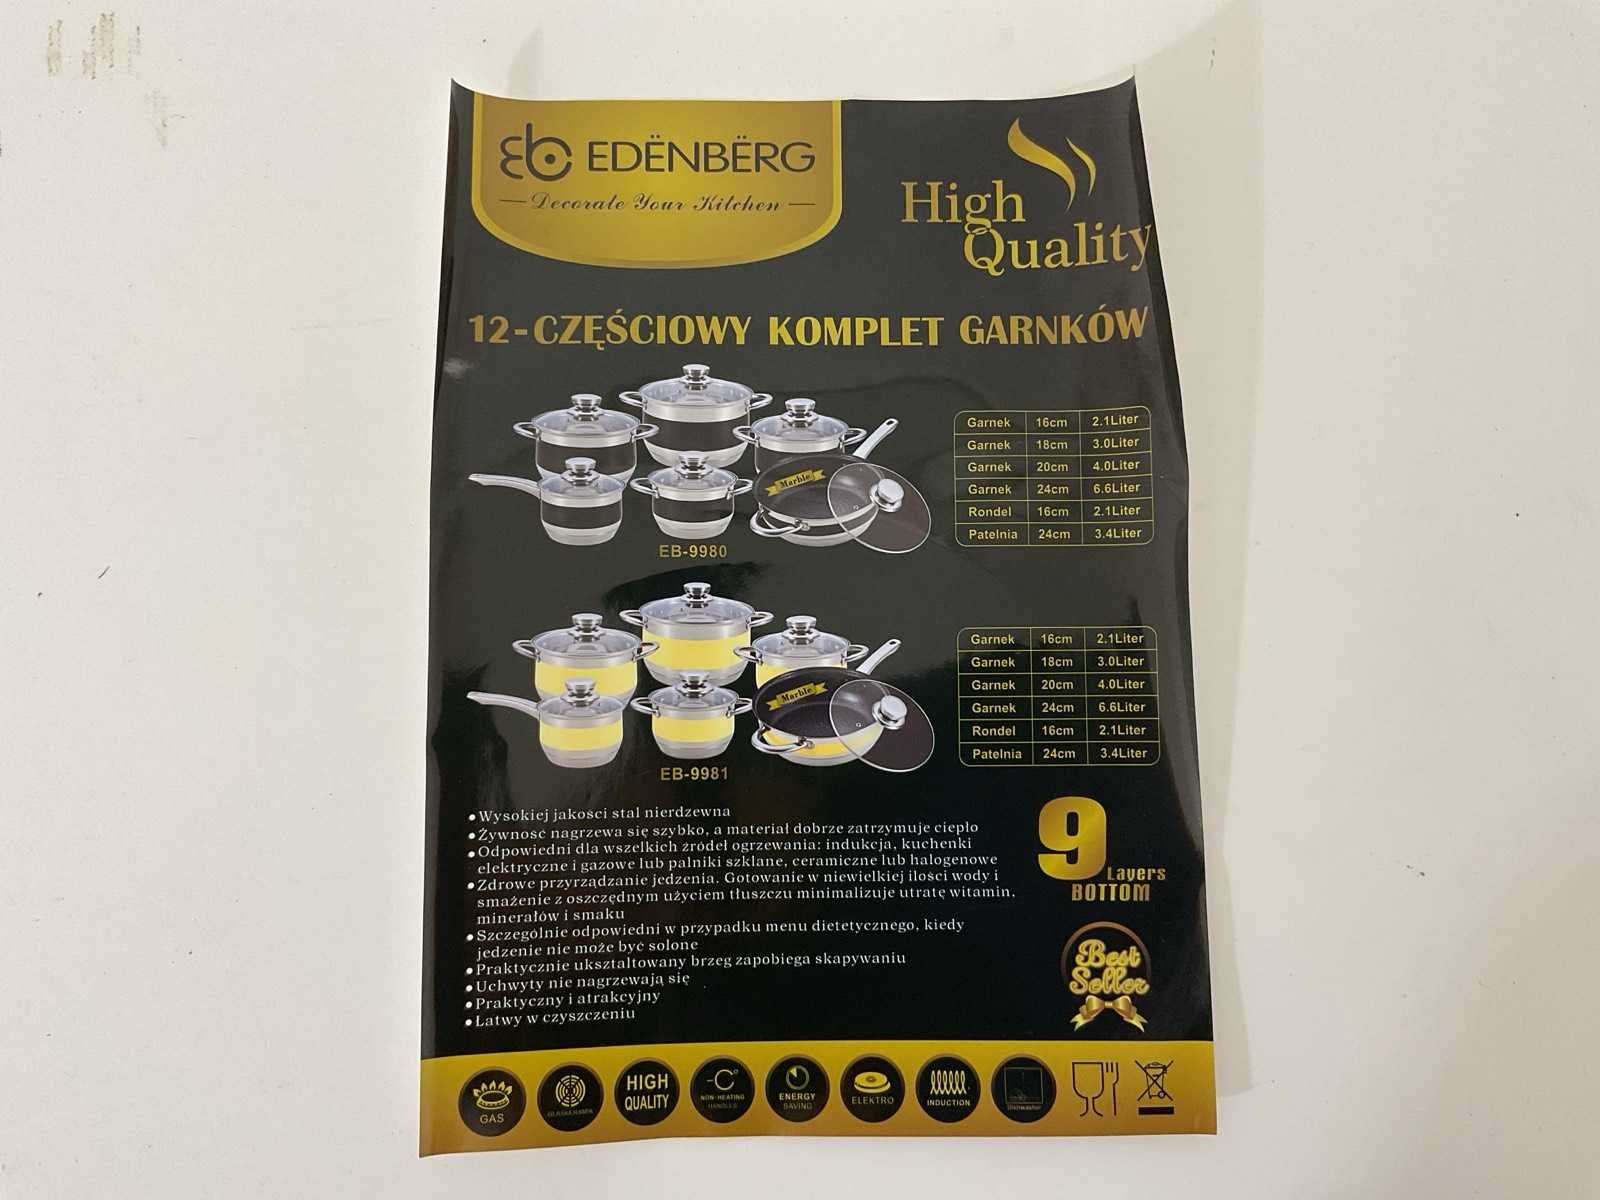 EDËNBËRG
Decorate Your Kitchen
High
Quality
12-CZĘŚCIOWY KOMPLET GARNKÓW
Marble
EB-9980
Garnek 16cm 2.1Liter
Garnek 18cm 3.0Liter
Garnek 20cm 4.0Liter
Garnek 24cm 6.6Liter
Rondel 16cm 2.1Liter
Patelnia 24cm 3.4Liter
Marble
EB-9981
Garnek 16cm 2.1Liter
Garnek 18cm 3.0Liter
Garnek 20cm 4.0Liter
Garnek 24cm 6.6Liter
Rondel 16cm 2.1Liter
Patelnia 24cm 3.4Liter
• Wysokiej jakości stal nierdzewna
• Żywność nagrzewa się szybko, a materiał dobrze zatrzymuje ciepło
• Odpowiedni dla wszelkich źródeł ogrzewania: indukcja, kuchenki
elektryczne i gazowe lub palniki szklane, ceramiczne lub halogenowe
• Zdrowe przyrządzanie jedzenia. Gotowanie w niewielkiej ilości wody i
smażenie z oszczędnym użyciem tłuszczu minimalizuje utratę witamin,
minerałów i smaku
• Szczególnie odpowiedni w przypadku menu dietetycznego, kiedy
jedzenie nie może być solone
• Praktycznie ukształtowany brzeg zapobiega skapywaniu
• Uchwyty nie nagrzewają się
• Praktyczny i atrakcyjny
• Łatwy w czyszczeniu
9
Layers
BOTTOM
Best
Seller
GAS
GLASKERAMIK
HIGH
QUALITY
-C°
NON-HEATING
HANDLES
ENERGY
SAVING
ELEKTRO
INDUCTION
Dishwasher